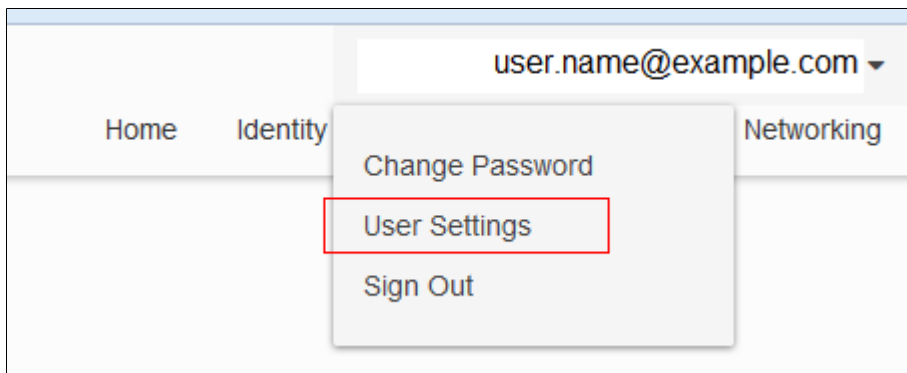 user.name@example.com
Home Identity Networking
Change Password
User Settings
Sign Out